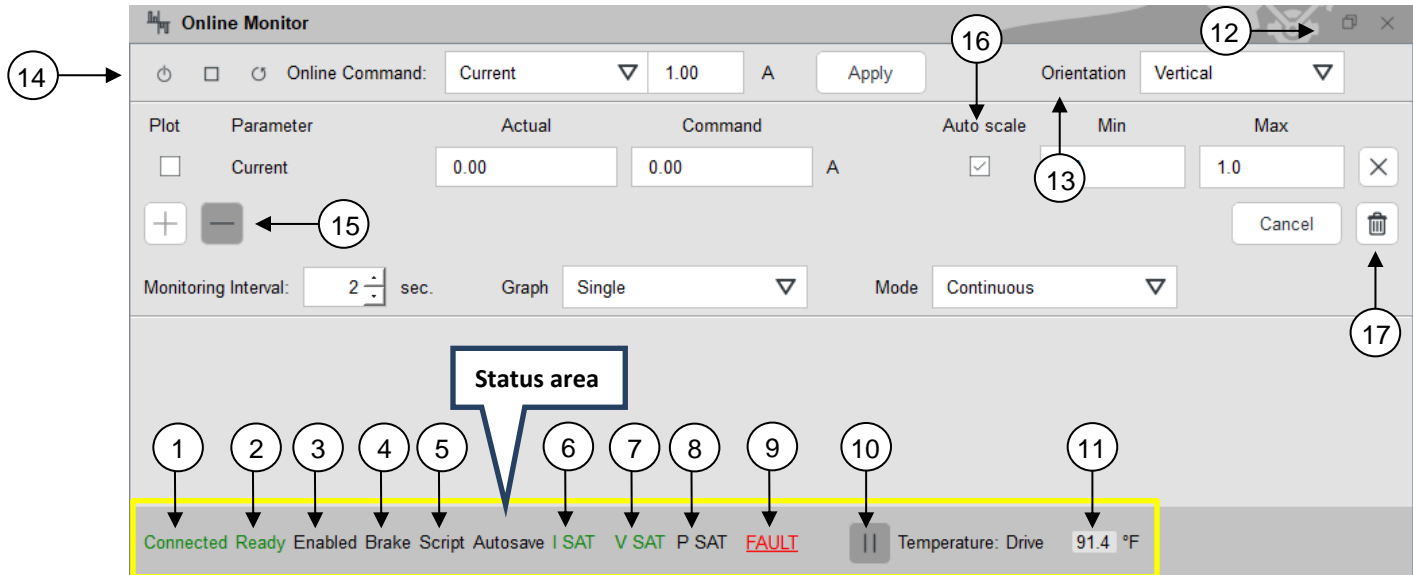 Online Monitor
12
16
14
Online Command: Current 1.00 A Apply Orientation Vertical
Plot Parameter Actual Command Auto scale Min Max
Current 0.00 0.00 A 1.0
13
15
Cancel
Monitoring Interval: 2 sec. Graph Single Mode Continuous
17
Status area
1 2 3 4 5 6 7 8 9 10 11
Connected Ready Enabled Brake Script Autosave I SAT V SAT P SAT FAULT Temperature: Drive 91.4 °F